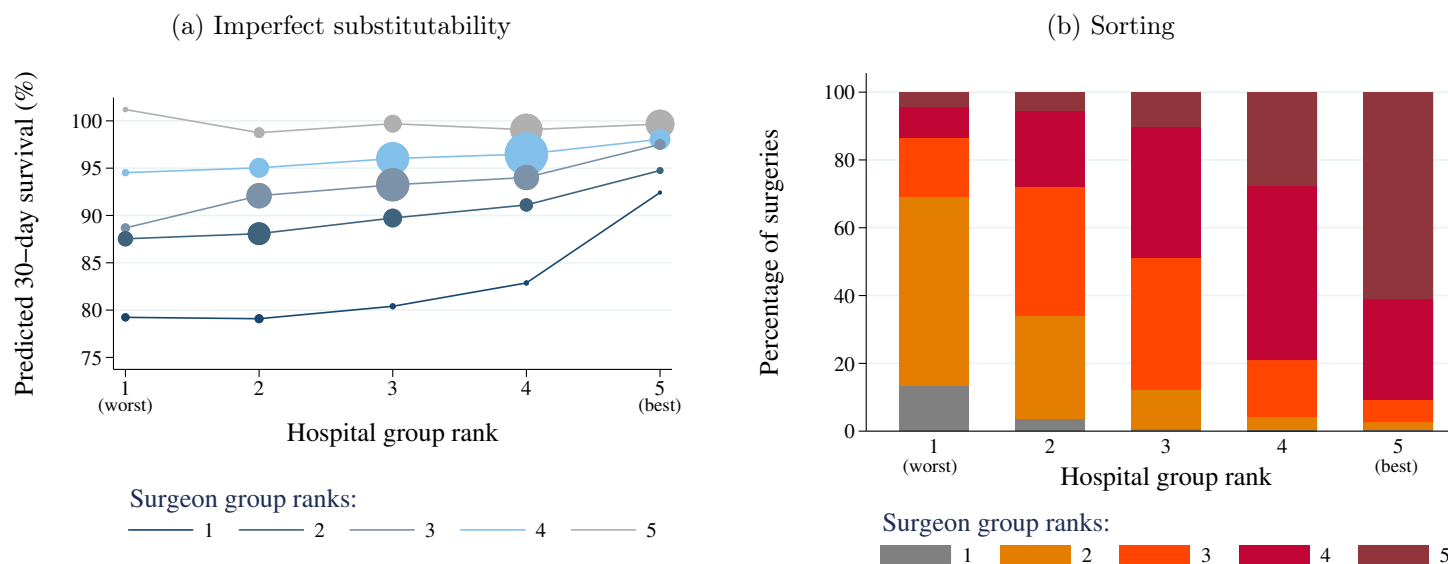 (a) Imperfect substitutability
Predicted 30–day survival (%)
100
95
90
85
80
75
1 2 3 4 5
(worst) (best)
Hospital group rank
Surgeon group ranks:
1 2 3 4 5
(b) Sorting
Percentage of surgeries
100
80
60
40
20
0
1 2 3 4 5
(worst) (best)
Hospital group rank
Surgeon group ranks:
1 2 3 4 5